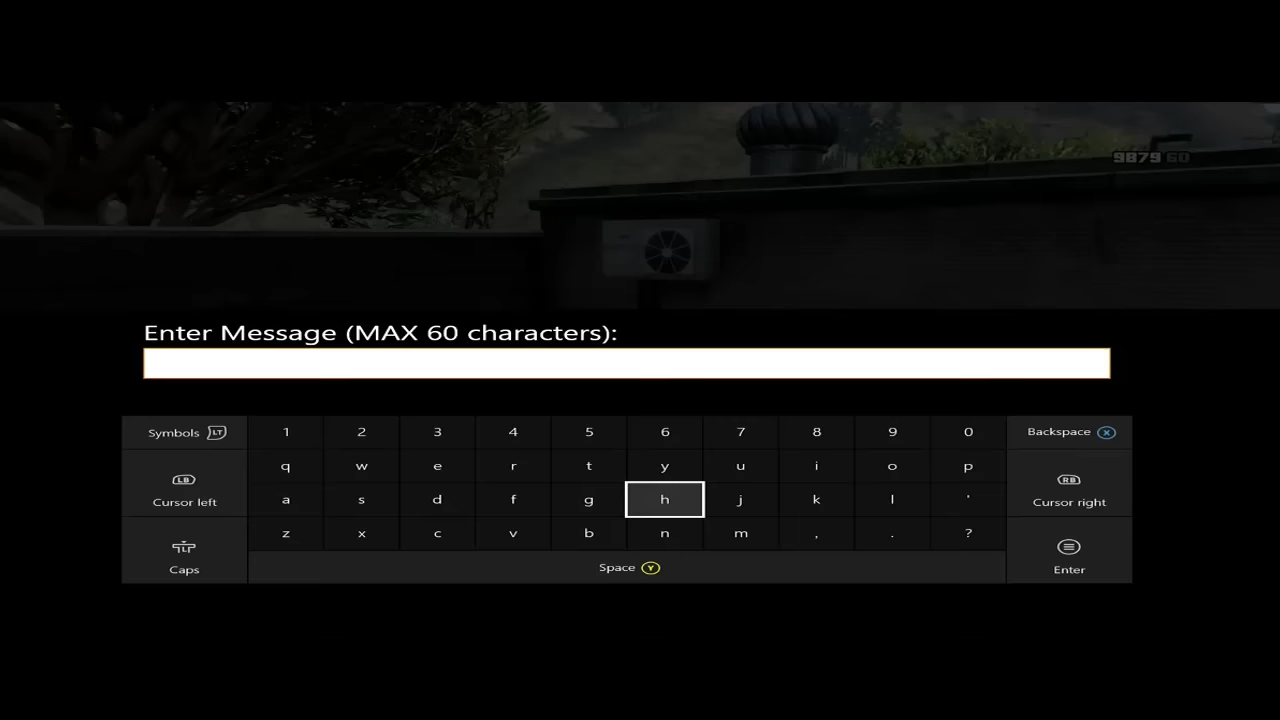 9879 60
Enter Message (MAX 60 characters):
Symbols LT 1 2 3 4 5 6 7 8 9 0 Backspace X
q w e r t y u i o p
LB RB
Cursor left a s d f g h j k l ' Cursor right
z x c v b n m , . ?
Caps Space Y Enter